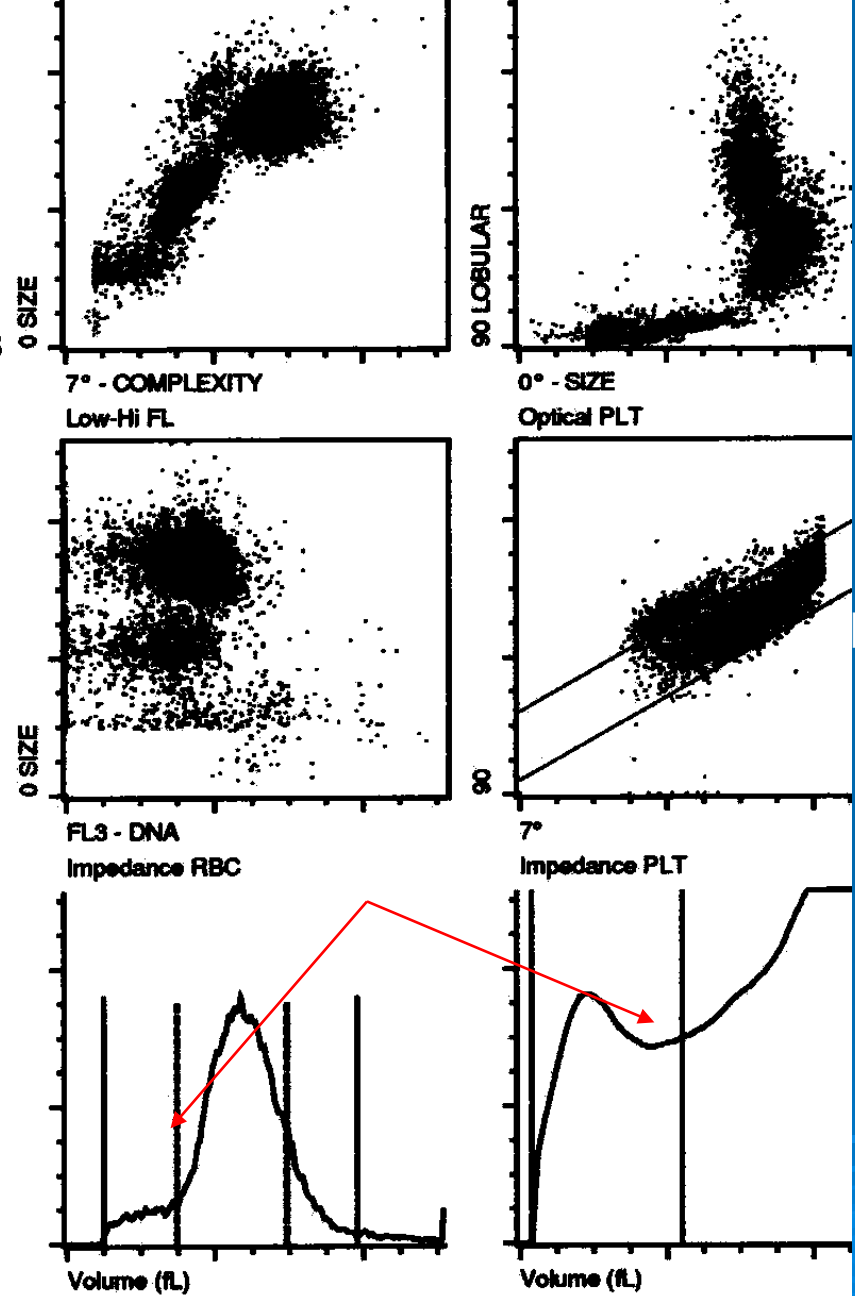 0 SIZE
90 LOBULAR
7° - COMPLEXITY
0° - SIZE
Low-Hi FL
Optical PLT
0 SIZE
90
FL3 - DNA
7°
Impedance RBC
Impedance PLT
Volume (fL)
Volume (fL)